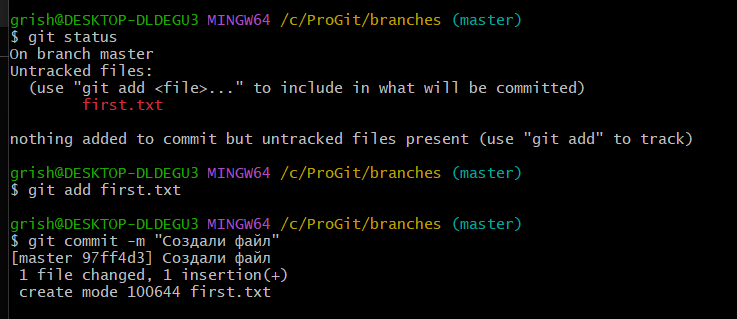 grish@DESKTOP-DLDEGU3 MINGW64 /c/ProGit/branches (master)
$ git status
On branch master
Untracked files:
  (use "git add <file>..." to include in what will be committed)
        first.txt

nothing added to commit but untracked files present (use "git add" to track)

grish@DESKTOP-DLDEGU3 MINGW64 /c/ProGit/branches (master)
$ git add first.txt

grish@DESKTOP-DLDEGU3 MINGW64 /c/ProGit/branches (master)
$ git commit -m "Создали файл"
[master 97ff4d3] Создали файл
 1 file changed, 1 insertion(+)
 create mode 100644 first.txt